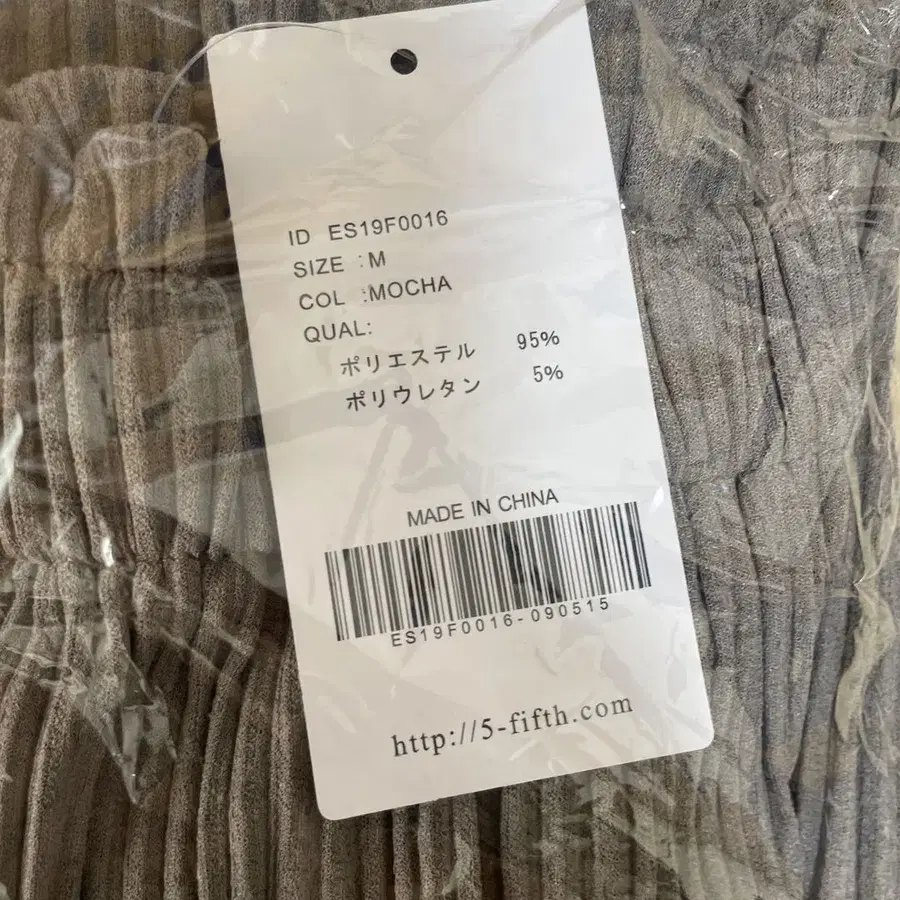 ID ES19F0016
SIZE :M
COL :MOCHA
QUAL:
ポリエステル 95%
ポリウレタン 5%
MADE IN CHINA
ES19F0016-090515
http://5-fifth.com